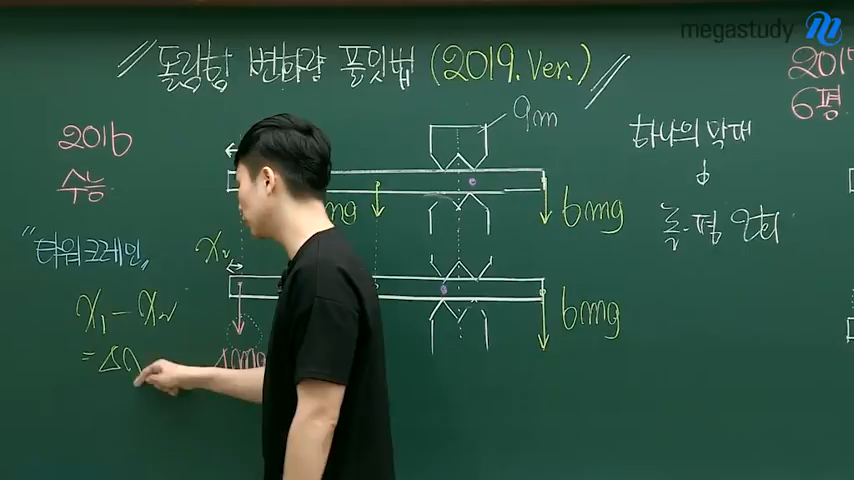 megastudy
돌림힘 변화량 풀잇법 (2019. Ver.)
2016
수능
"타워크레인"
x₁ - x₂
= Δ
x₂
9m
mg
6mg
6mg
하나의 막대
↓
돌.평 2회
201
6평.